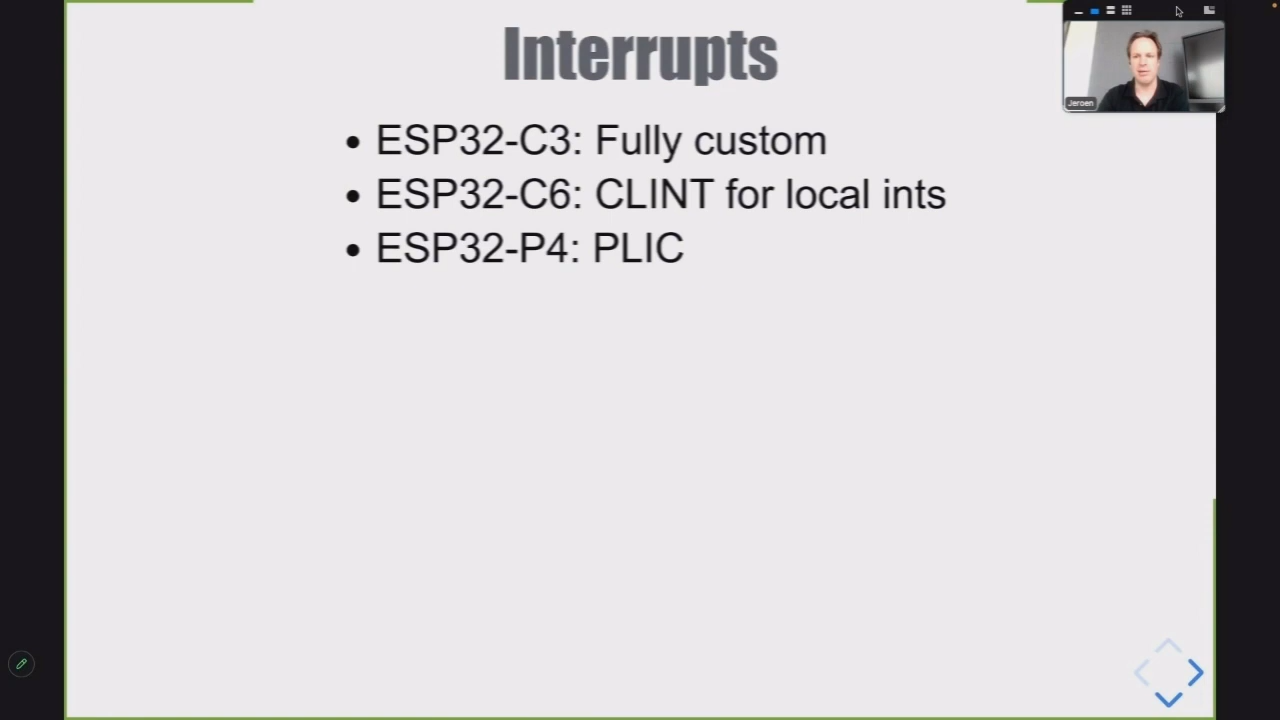 Interrupts
Jeroen
• ESP32-C3: Fully custom
• ESP32-C6: CLINT for local ints
• ESP32-P4: PLIC